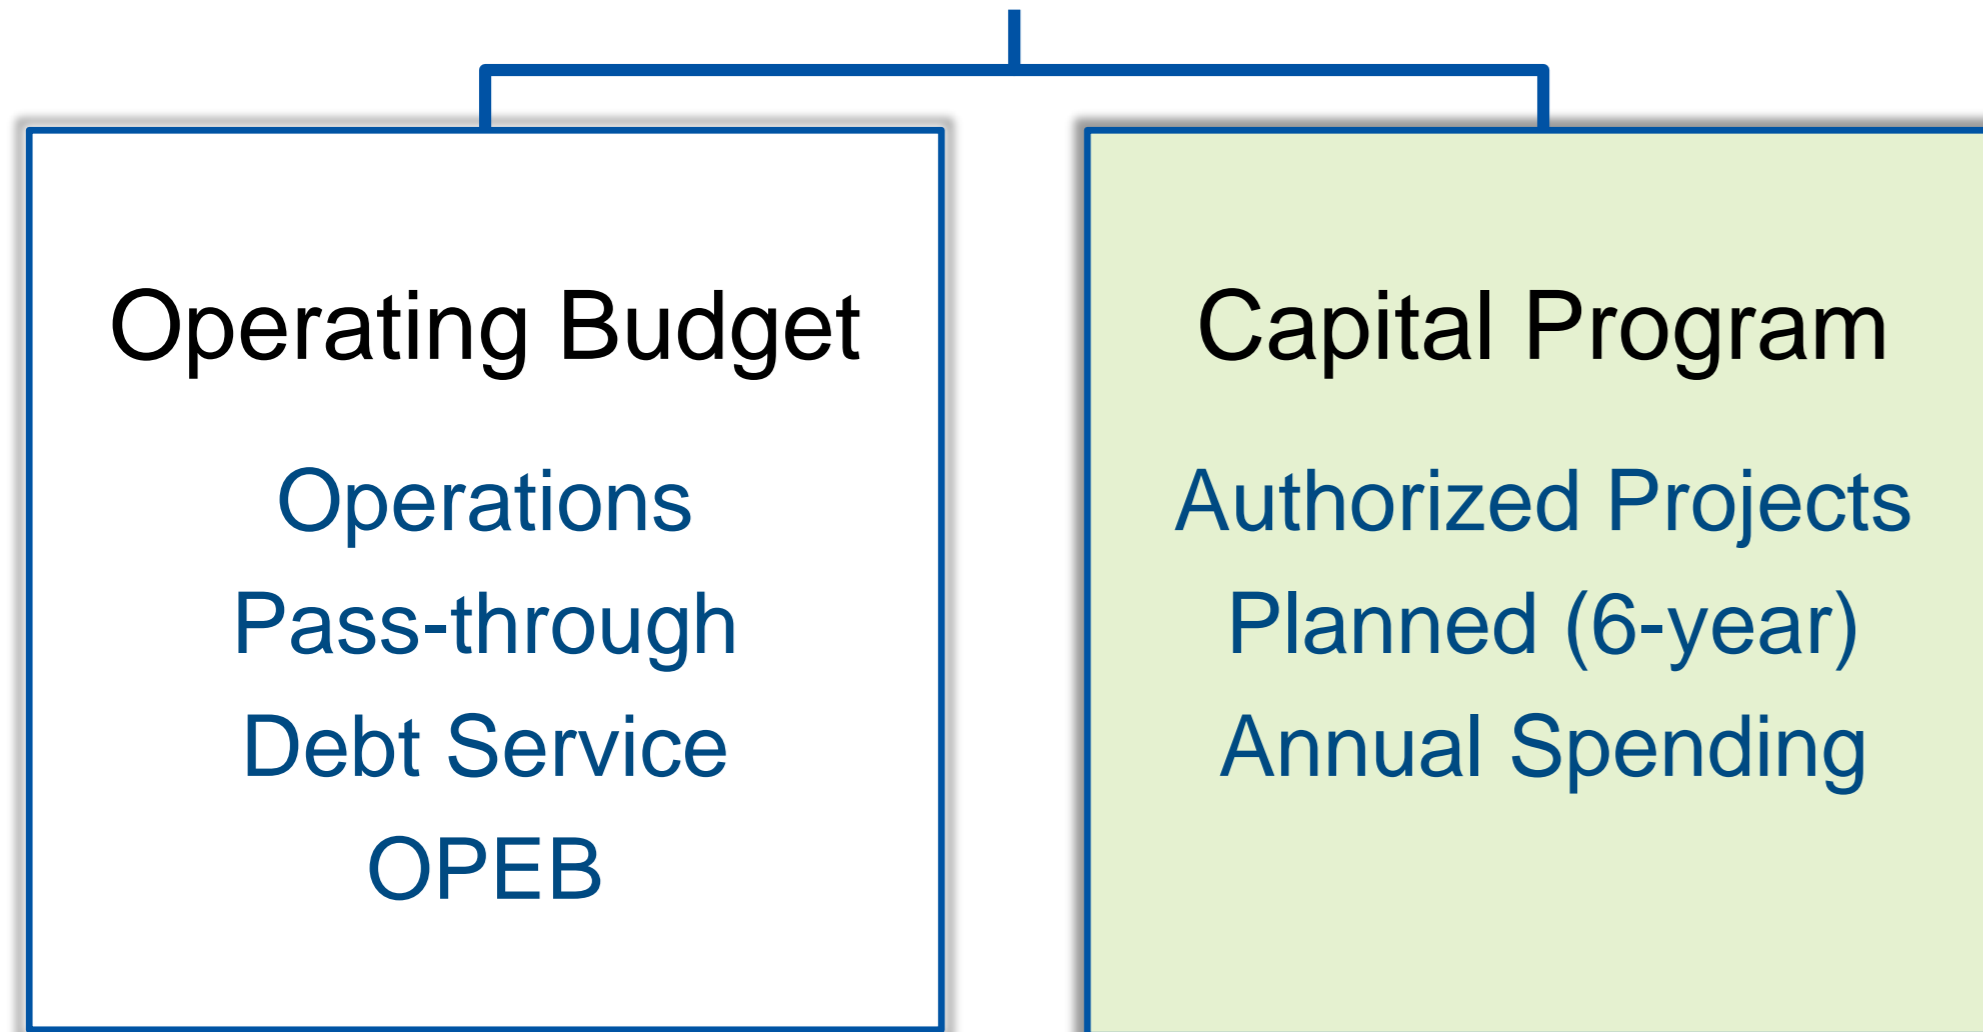 Operating Budget
Operations
Pass-through
Debt Service
OPEB
Capital Program
Authorized Projects
Planned (6-year)
Annual Spending